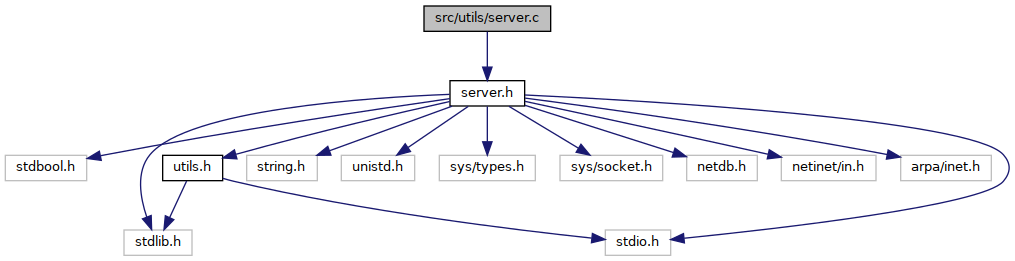 src/utils/server.c
server.h
stdbool.h
utils.h
string.h
unistd.h
sys/types.h
sys/socket.h
netdb.h
netinet/in.h
arpa/inet.h
stdlib.h
stdio.h